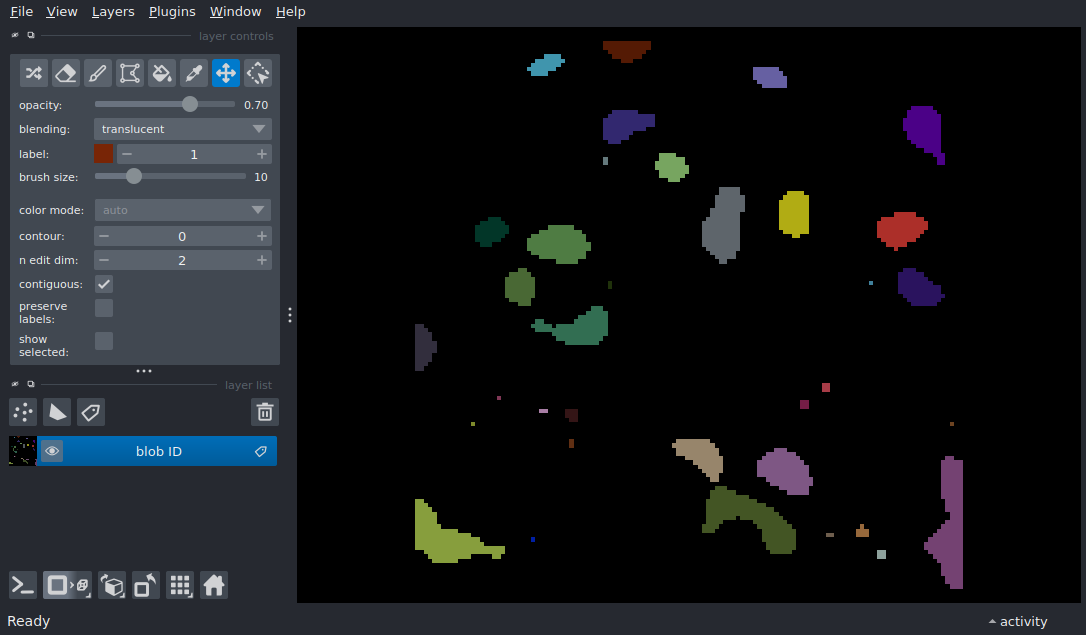 File View Layers Plugins Window Help
layer controls
opacity: 0.70
blending: translucent
label: 1
brush size: 10
color mode: auto
contour: 0
n edit dim: 2
contiguous:
preserve
labels:
show
selected:
layer list
blob ID
Ready
activity